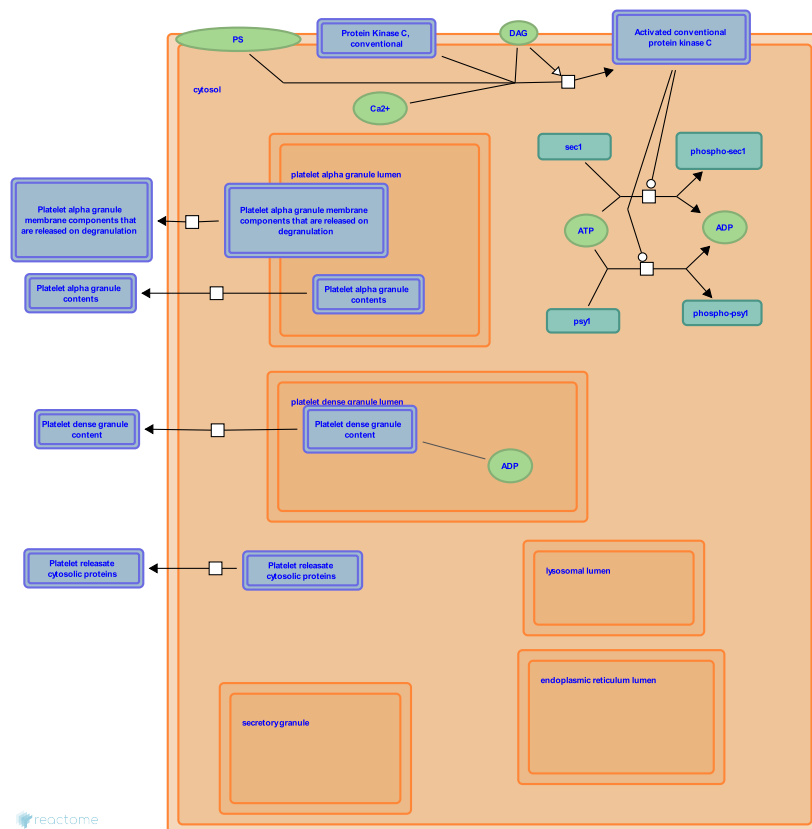 PS
Protein Kinase C,
conventional
DAG
Activated conventional
protein kinase C
cytosol
Ca2+
sec1
phospho-sec1
platelet alpha granule lumen
Platelet alpha granule
membrane components that
are released on degranulation
Platelet alpha granule membrane
components that are released on
degranulation
ATP
ADP
Platelet alpha granule
contents
Platelet alpha granule
contents
psy1
phospho-psy1
platelet dense granule lumen
Platelet dense granule
content
Platelet dense granule
content
ADP
Platelet releasate
cytosolic proteins
Platelet releasate
cytosolic proteins
lysosomal lumen
endoplasmic reticulum lumen
secretory granule
reactome